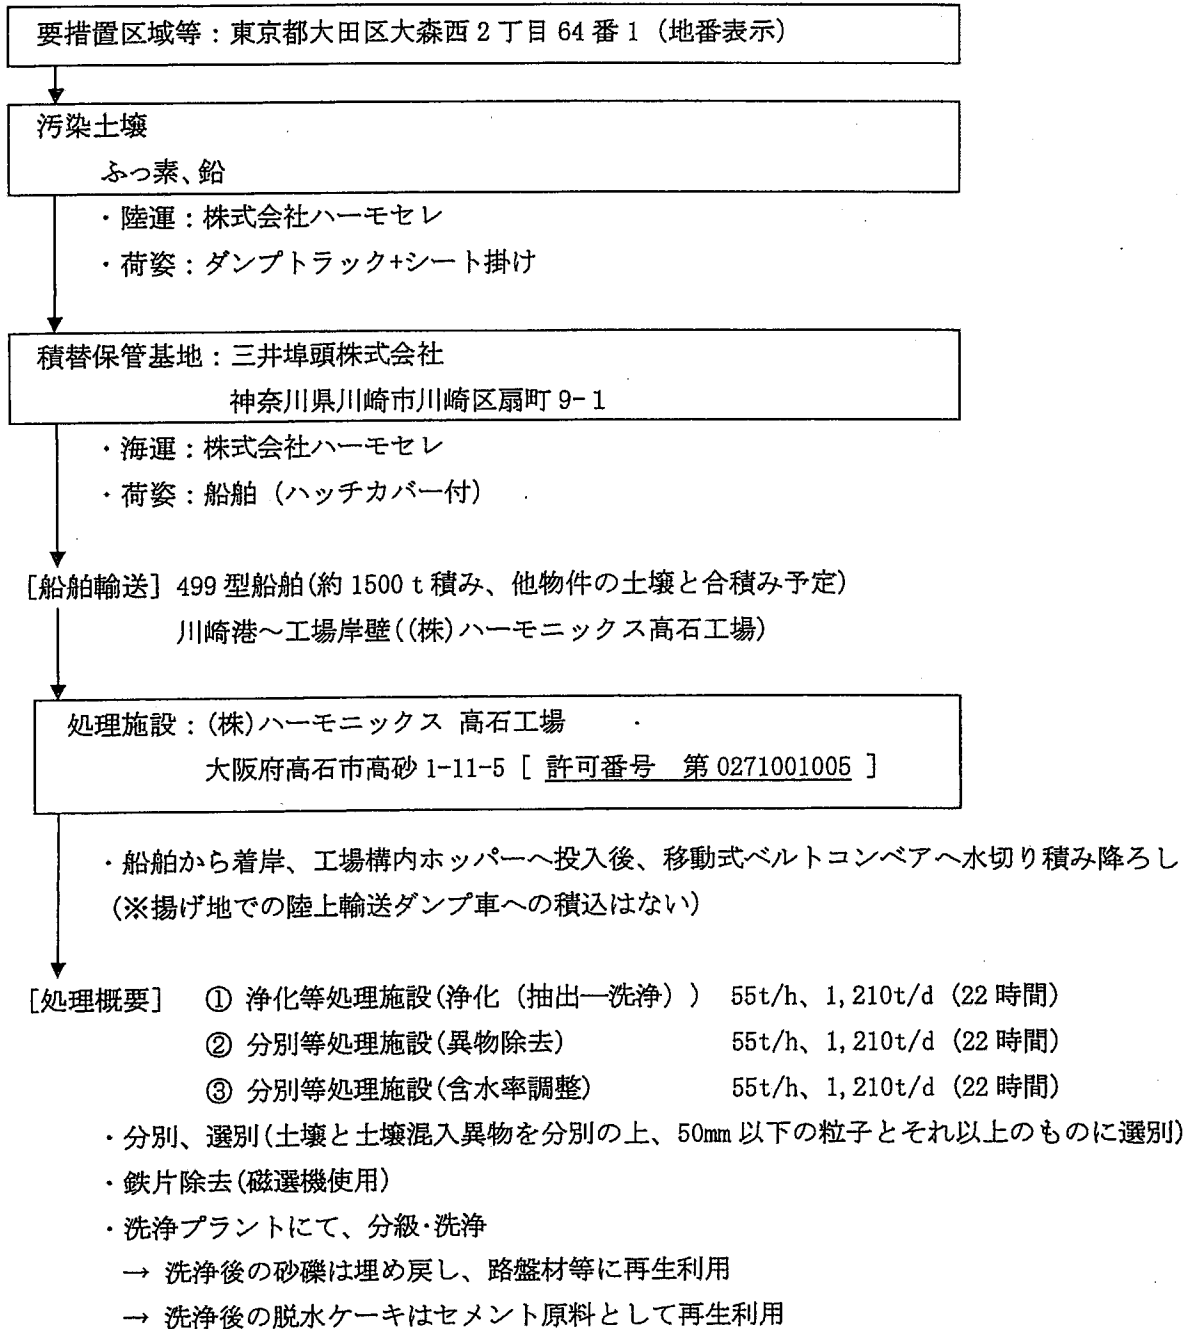 要措置区域等：東京都大田区大森西２丁目64番１（地番表示）
汚染土壌
ふっ素、鉛
・陸運：株式会社ハーモセレ
・荷姿：ダンプトラック+シート掛け
積替保管基地：三井埠頭株式会社
神奈川県川崎市川崎区扇町9-1
・海運：株式会社ハーモセレ
・荷姿：船舶（ハッチカバー付）
[船舶輸送] 499型船舶(約1500ｔ積み、他物件の土壌と合積み予定)
川崎港～工場岸壁((株)ハーモニックス高石工場)
処理施設：(株)ハーモニックス 高石工場
大阪府高石市高砂1-11-5 [ 許可番号　第0271001005 ]
・船舶から着岸、工場構内ホッパーへ投入後、移動式ベルトコンベアへ水切り積み降ろし
(※揚げ地での陸上輸送ダンプ車への積込はない)
[処理概要] ① 浄化等処理施設(浄化（抽出―洗浄）) 55t/h、1,210t/d（22時間）
② 分別等処理施設(異物除去) 55t/h、1,210t/d（22時間）
③ 分別等処理施設(含水率調整) 55t/h、1,210t/d（22時間）
・分別、選別(土壌と土壌混入異物を分別の上、50㎜以下の粒子とそれ以上のものに選別)
・鉄片除去(磁選機使用)
・洗浄プラントにて、分級・洗浄
→ 洗浄後の砂礫は埋め戻し、路盤材等に再生利用
→ 洗浄後の脱水ケーキはセメント原料として再生利用